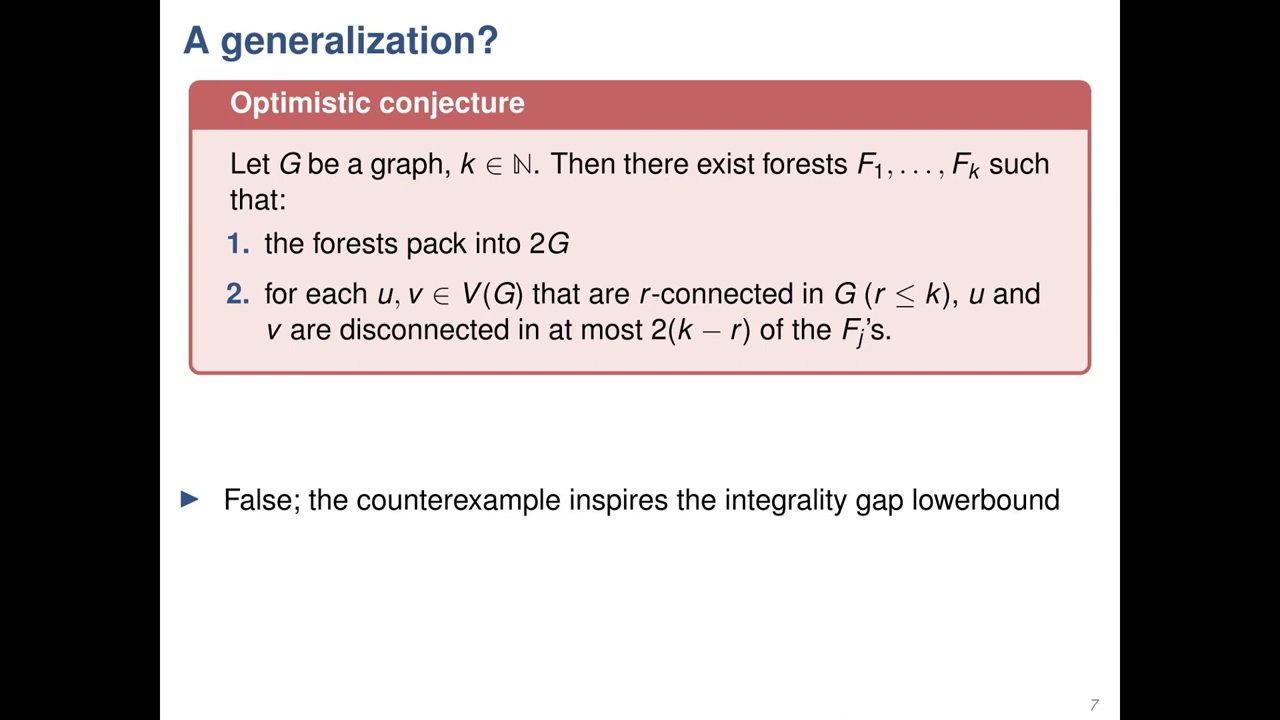 A generalization?
Optimistic conjecture
Let G be a graph, k ∈ ℕ. Then there exist forests F₁, . . . , Fₖ such
that:
1. the forests pack into 2G
2. for each u, v ∈ V(G) that are r-connected in G (r ≤ k), u and
v are disconnected in at most 2(k − r) of the Fⱼ's.
▶ False; the counterexample inspires the integrality gap lowerbound
7